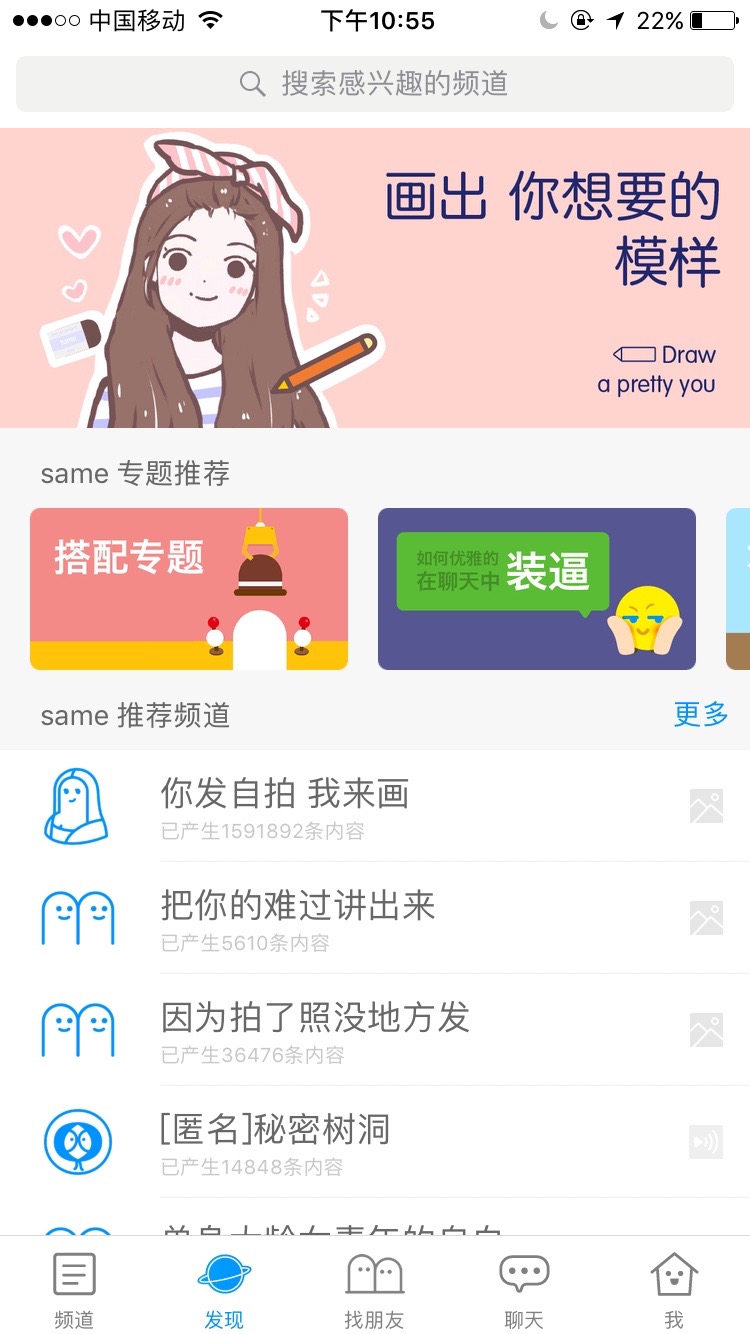 中国移动 下午10:55 22%
搜索感兴趣的频道
画出 你想要的
模样
Draw
a pretty you
same 专题推荐
搭配专题
如何优雅的
在聊天中 装逼
same 推荐频道 更多
你发自拍 我来画
已产生1591892条内容
把你的难过讲出来
已产生5610条内容
因为拍了照没地方发
已产生36476条内容
[匿名]秘密树洞
已产生14848条内容
频道 发现 找朋友 聊天 我